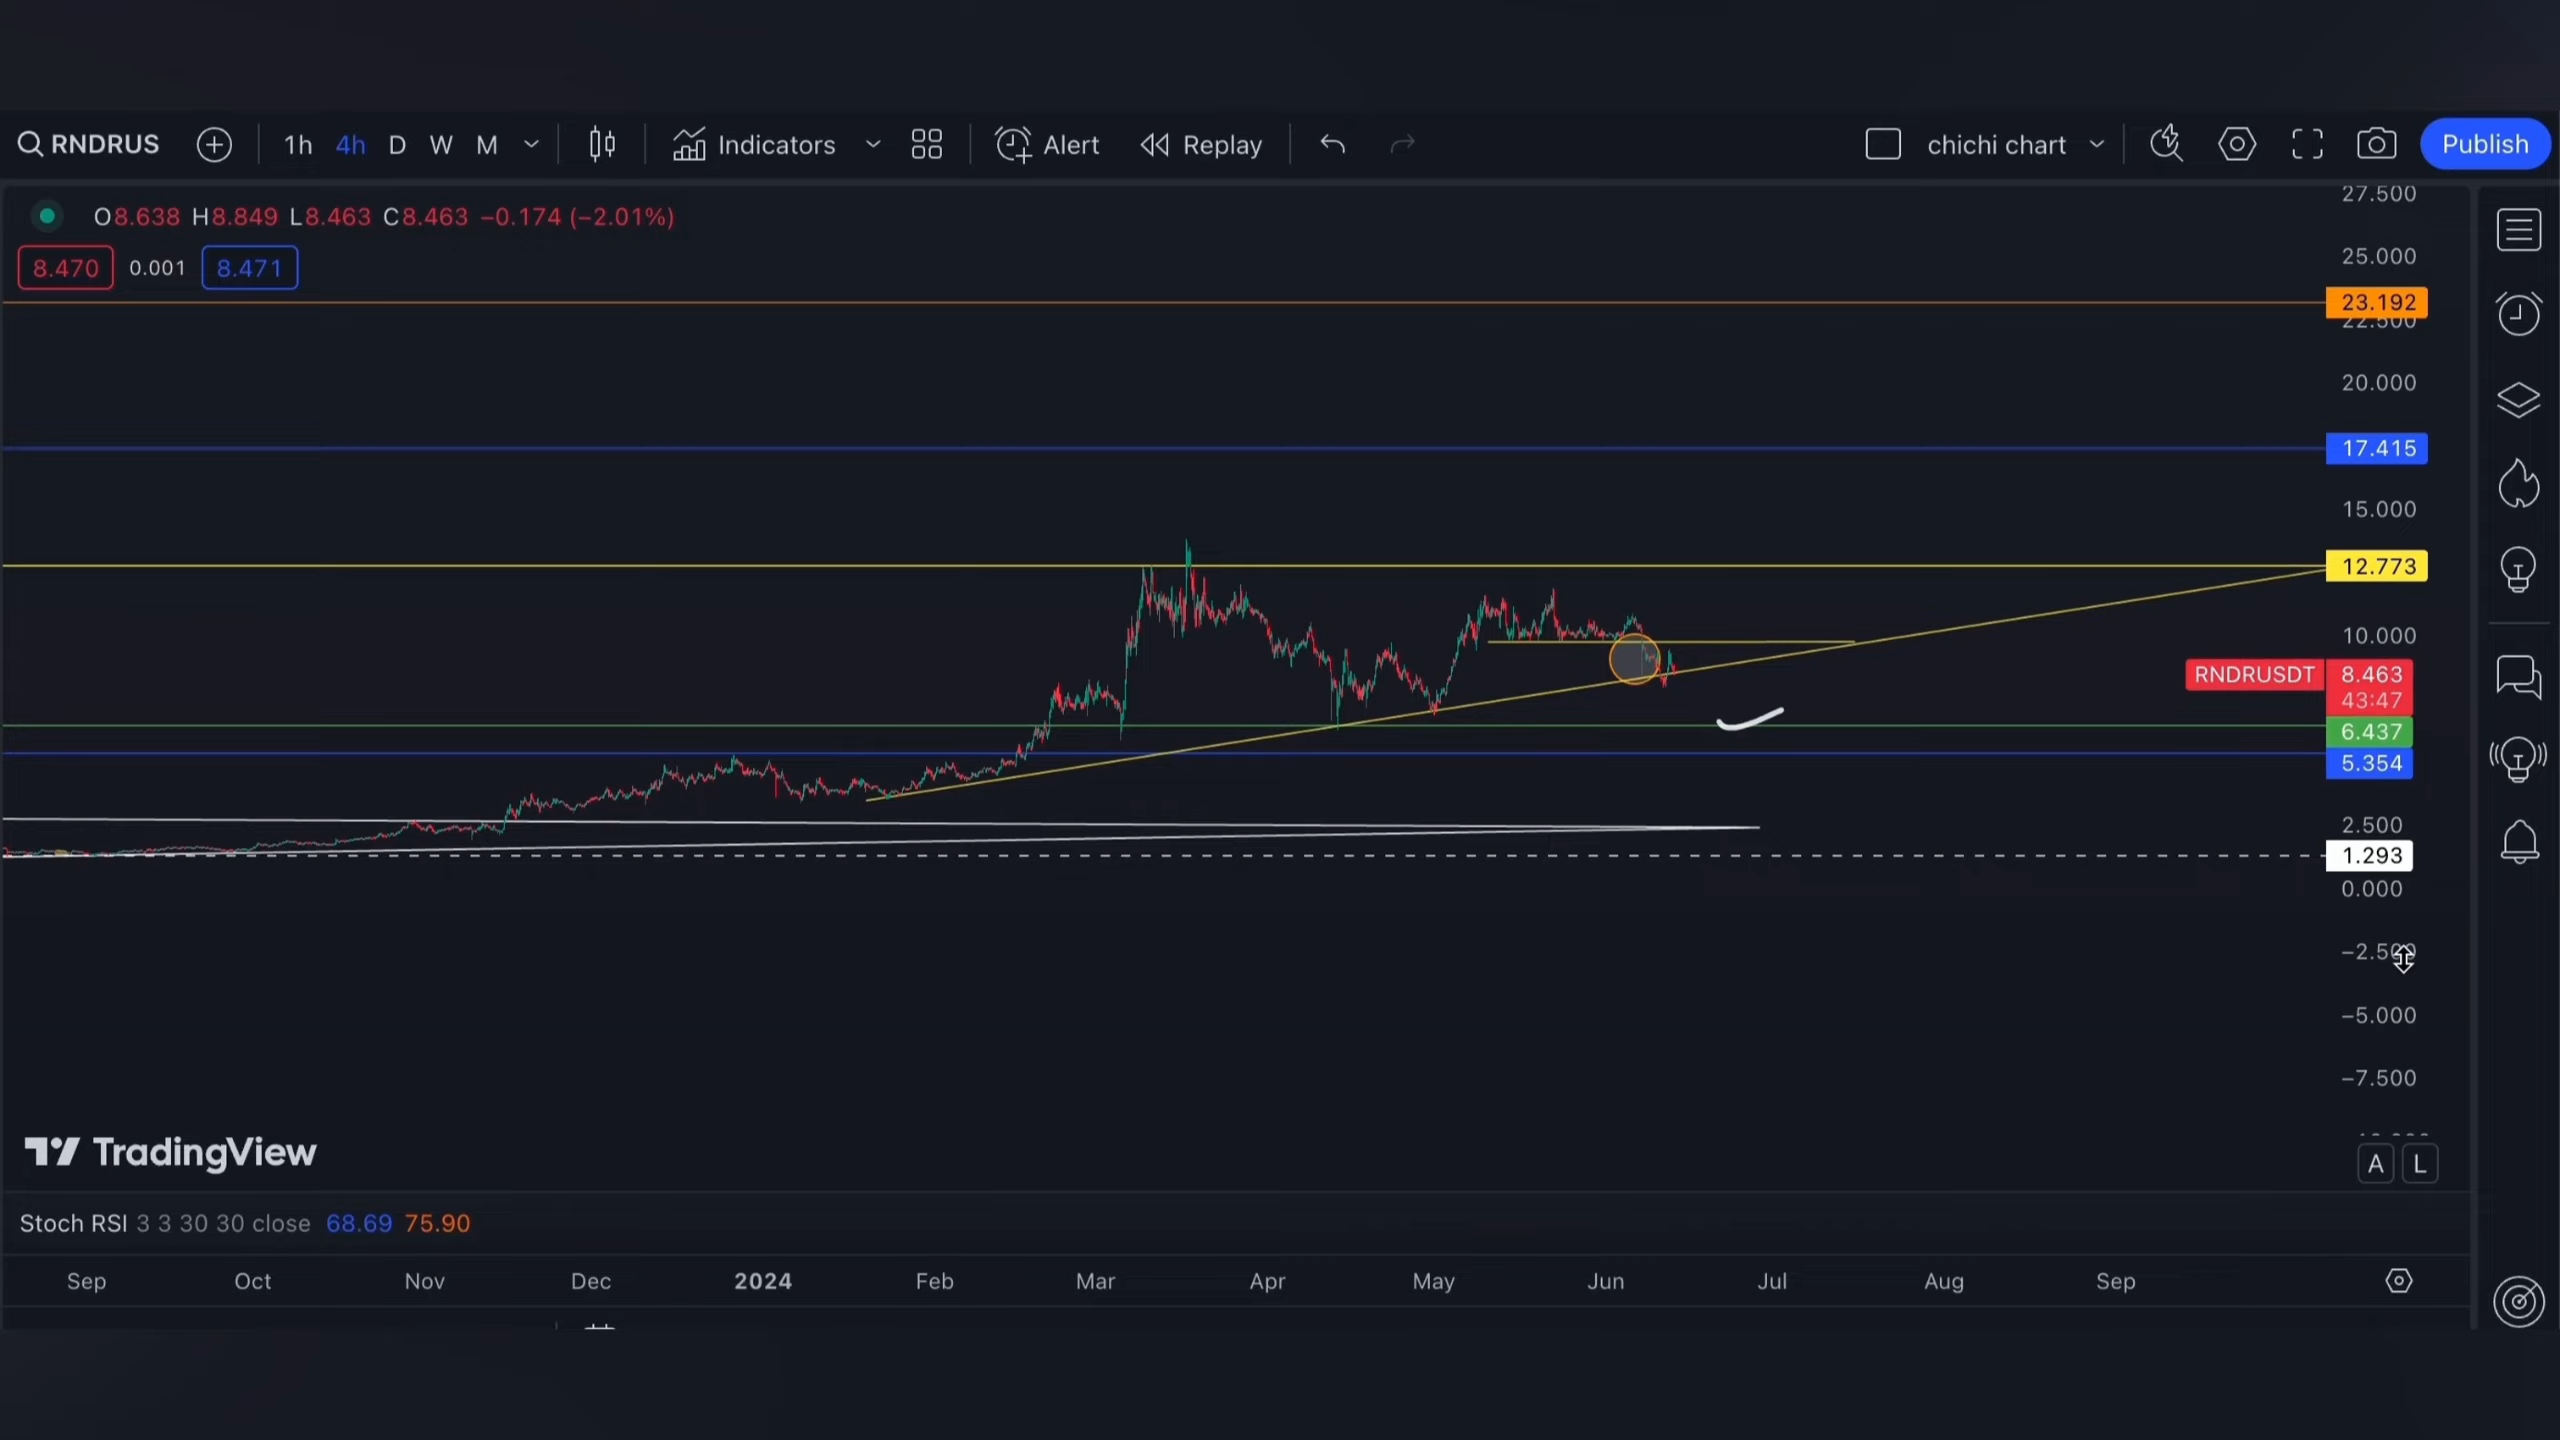 RNDRUS 1h 4h D W M Indicators Alert Replay chichi chart Publish
O8.638 H8.849 L8.463 C8.463 −0.174 (−2.01%)
8.470 0.001 8.471
27.500
25.000
23.192
22.500
20.000
17.415
15.000
12.773
10.000
RNDRUSDT 8.463
43:47
6.437
5.354
2.500
1.293
0.000
−2.500
−5.000
−7.500
TradingView
A L
Stoch RSI 3 3 30 30 close 68.69 75.90
Sep Oct Nov Dec 2024 Feb Mar Apr May Jun Jul Aug Sep